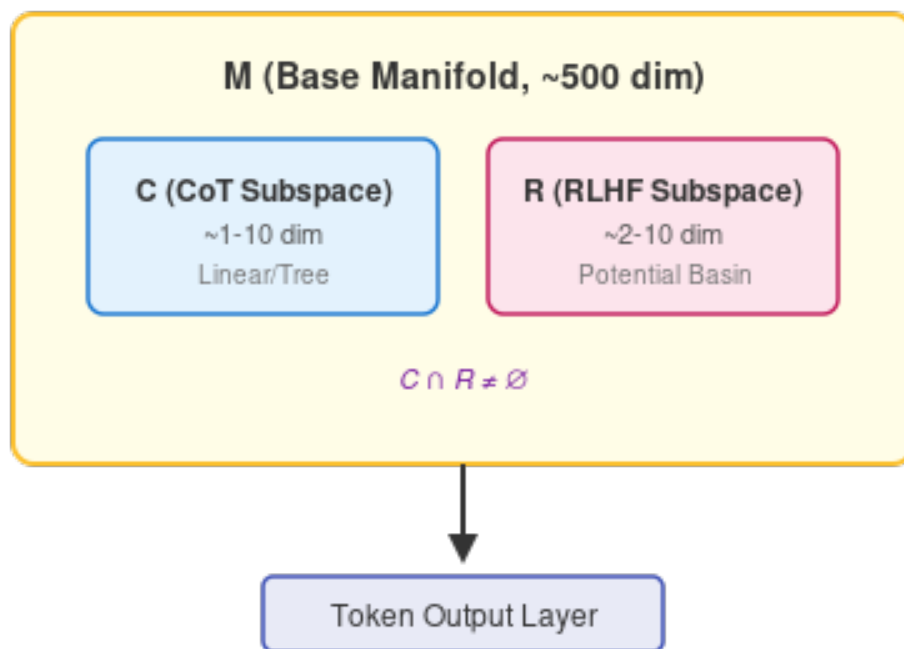 M (Base Manifold, ~500 dim)
C (CoT Subspace)
~1-10 dim
Linear/Tree
R (RLHF Subspace)
~2-10 dim
Potential Basin
C ∩ R ≠ ∅
Token Output Layer